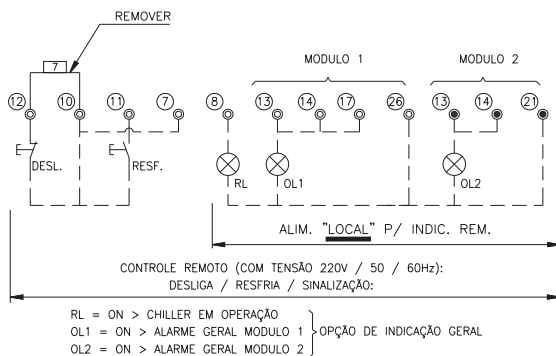 REMOVER
7
MODULO 1
MODULO 2
12 10 11 7 8 13 14 17 26 13 14 21
DESL.
RESF.
RL
OL1
OL2
ALIM. "LOCAL" P/ INDIC. REM.
CONTROLE REMOTO (COM TENSÃO 220V / 50 / 60Hz):
DESLIGA / RESFRIA / SINALIZAÇÃO:
RL = ON > CHILLER EM OPERAÇÃO
OL1 = ON > ALARME GERAL MODULO 1
OPÇÃO DE INDICAÇÃO GERAL
OL2 = ON > ALARME GERAL MODULO 2